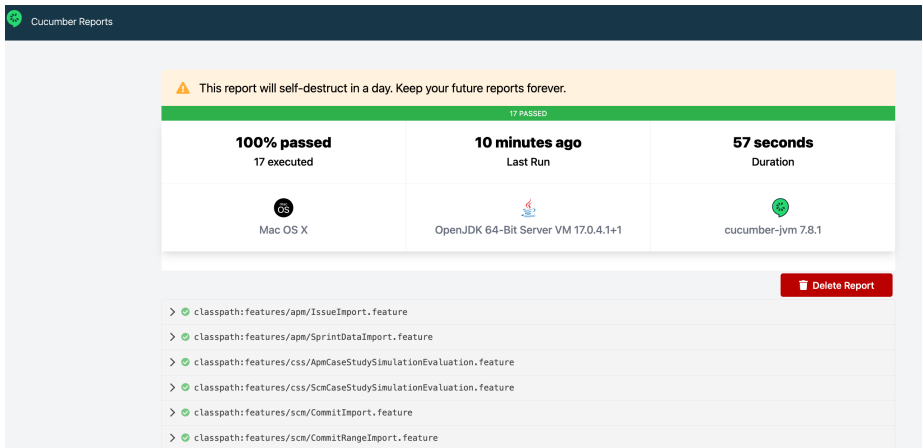 Cucumber Reports
This report will self-destruct in a day. Keep your future reports forever.
17 PASSED
100% passed
17 executed
10 minutes ago
Last Run
57 seconds
Duration
mac
OS
Mac OS X
OpenJDK 64-Bit Server VM 17.0.4.1+1
cucumber-jvm 7.8.1
Delete Report
classpath:features/apm/IssueImport.feature
classpath:features/apm/SprintDataImport.feature
classpath:features/css/ApmCaseStudySimulationEvaluation.feature
classpath:features/css/ScmCaseStudySimulationEvaluation.feature
classpath:features/scm/CommitImport.feature
classpath:features/scm/CommitRangeImport.feature